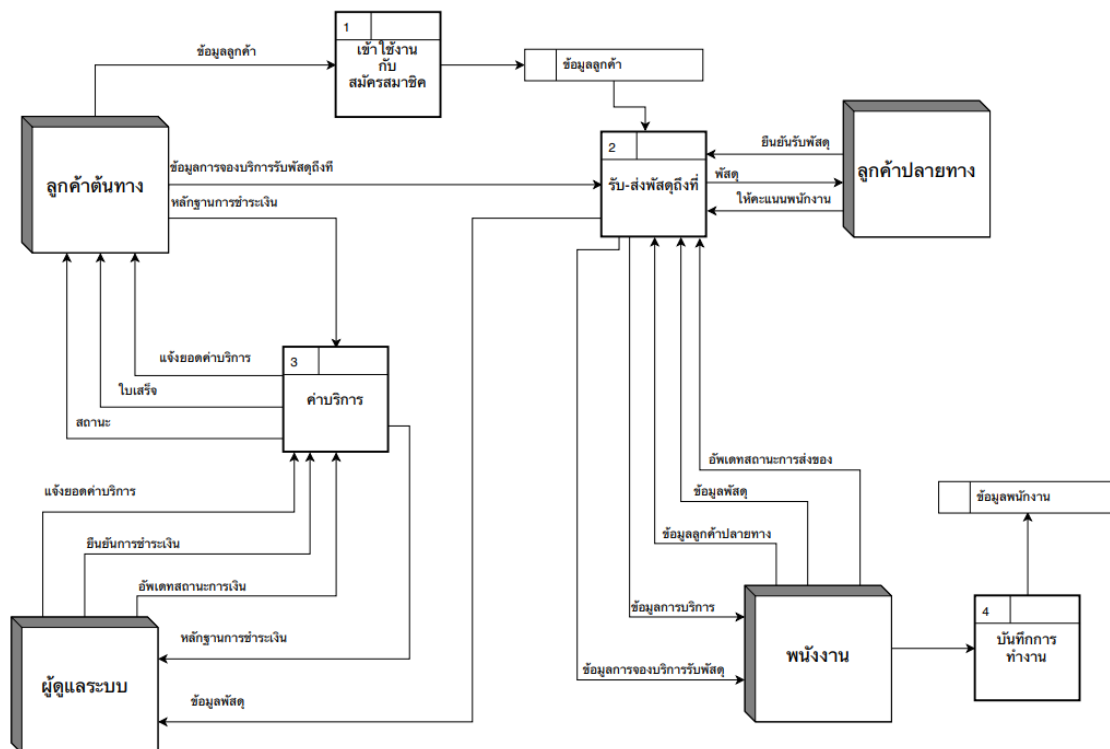 1
เข้าใช้งาน
กับ
สมัครสมาชิค
ข้อมูลลูกค้า
ข้อมูลลูกค้า
ลูกค้าต้นทาง
ข้อมูลการจองบริการรับพัสดุถึงที
หลักฐานการชำระเงิน
2
รับ-ส่งพัสดุถึงที่
ยืนยันรับพัสดุ
พัสดุ
ให้คะแนนพนักงาน
ลูกค้าปลายทาง
3
ค่าบริการ
แจ้งยอดค่าบริการ
ใบเสร็จ
สถานะ
แจ้งยอดค่าบริการ
ยืนยันการชำระเงิน
อัพเดทสถานะการเงิน
หลักฐานการชำระเงิน
ข้อมูลพัสดุ
ผู้ดูแลระบบ
อัพเดทสถานะการส่งของ
ข้อมูลพัสดุ
ข้อมูลลูกค้าปลายทาง
ข้อมูลการบริการ
ข้อมูลการจองบริการรับพัสดุ
พนังงาน
ข้อมูลพนักงาน
4
บันทึกการ
ทำงาน